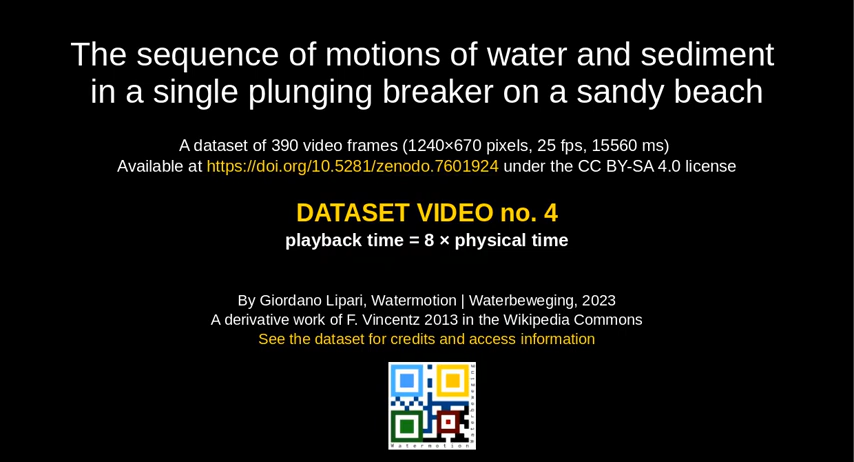 The sequence of motions of water and sediment
in a single plunging breaker on a sandy beach
A dataset of 390 video frames (1240×670 pixels, 25 fps, 15560 ms)
Available at https://doi.org/10.5281/zenodo.7601924 under the CC BY-SA 4.0 license
DATASET VIDEO no. 4
playback time = 8 × physical time
By Giordano Lipari, Watermotion | Waterbeweging, 2023
A derivative work of F. Vincentz 2013 in the Wikipedia Commons
See the dataset for credits and access information
Watermotion
Waterbeweging